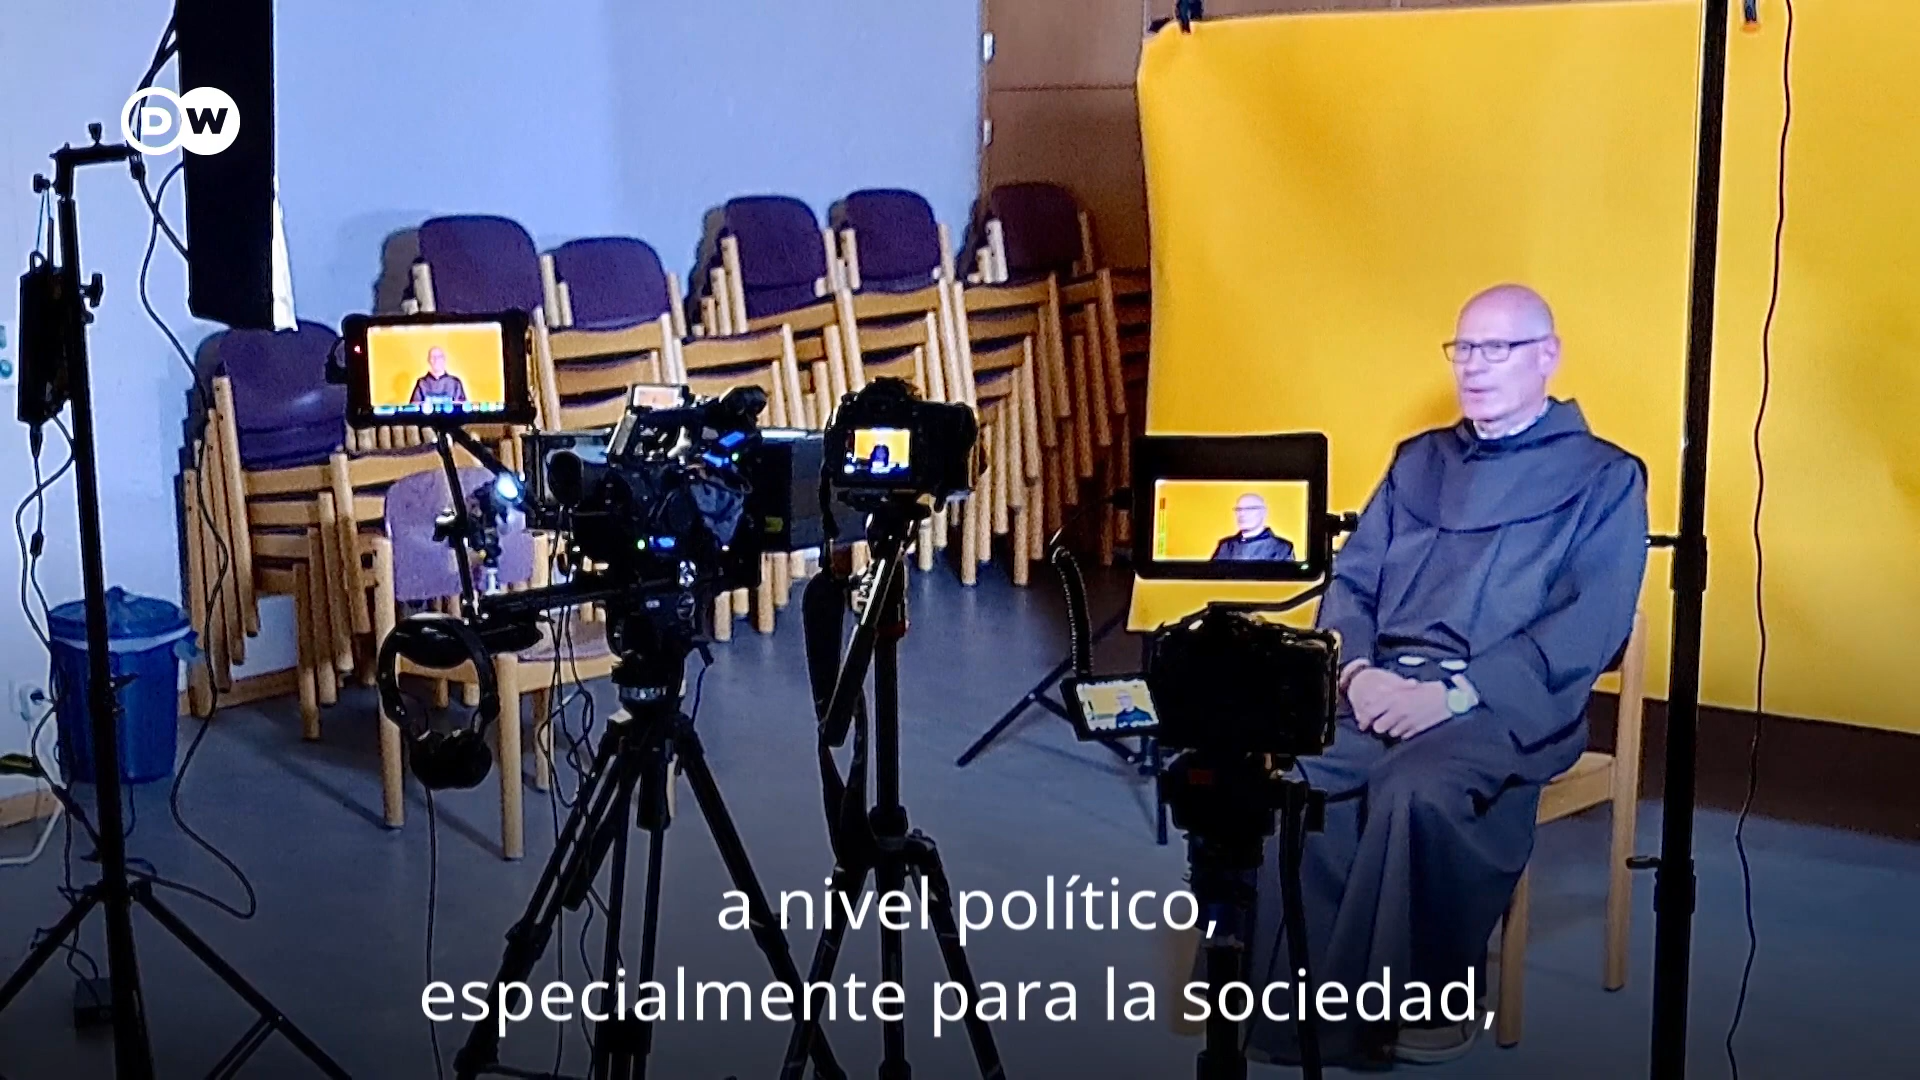 DW
a nivel político,
especialmente para la sociedad,